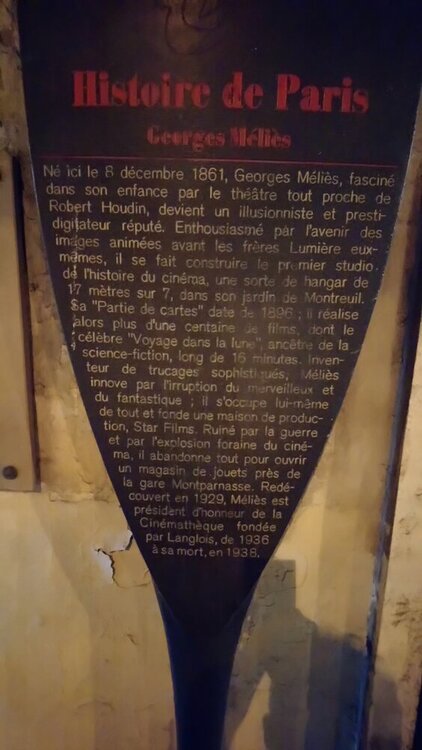 Histoire de Paris
Georges Méliès
Né ici le 8 décembre 1861, Georges Méliès, fasciné
dans son enfance par le théâtre tout proche de
Robert Houdin, devient un illusionniste et presti-
digitateur réputé. Enthousiasmé par l'avenir des
images animées avant les frères Lumière eux-
mêmes, il se fait construire le premier studio
de l'histoire du cinéma, une sorte de hangar de
17 mètres sur 7, dans son jardin de Montreuil.
Sa "Partie de cartes" date de 1896 ; il réalise
alors plus d'une centaine de films, dont le
célèbre "Voyage dans la lune", ancêtre de la
science-fiction, long de 16 minutes. Inven-
teur de trucages sophistiqués, Méliès
innove par l'irruption du merveilleux et
du fantastique ; il s'occupe lui-même
de tout et fonde une maison de produc-
tion, Star Films. Ruiné par la guerre
et par l'explosion foraine du ciné-
ma, il abandonne tout pour ouvrir
un magasin de jouets près de
la gare Montparnasse. Redé-
couvert en 1929, Méliès est
président d'honneur de la
Cinémathèque fondée
par Langlois, de 1936
à sa mort, en 1938.